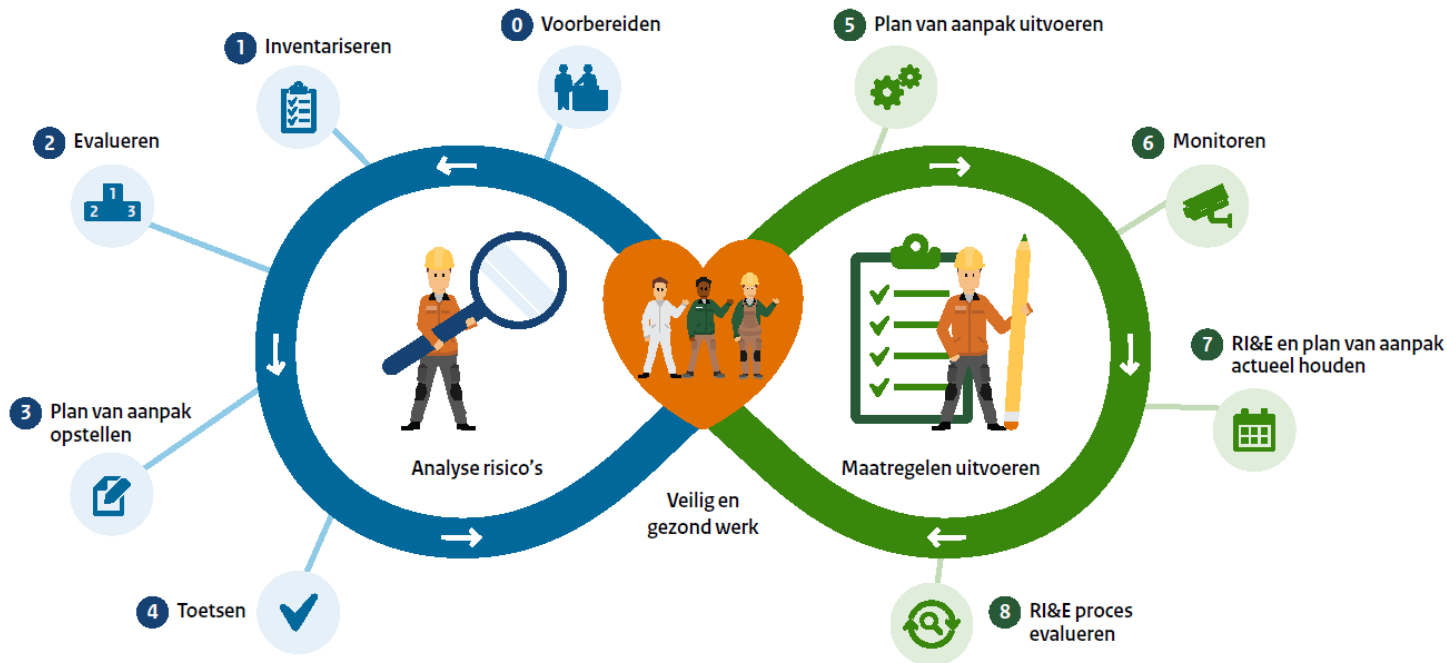 0 Voorbereiden
1 Inventariseren
2 Evalueren
1
2 3
3 Plan van aanpak
opstellen
4 Toetsen
Analyse risico's
Veilig en
gezond werk
Maatregelen uitvoeren
5 Plan van aanpak uitvoeren
6 Monitoren
7 RI&E en plan van aanpak
actueel houden
8 RI&E proces
evalueren